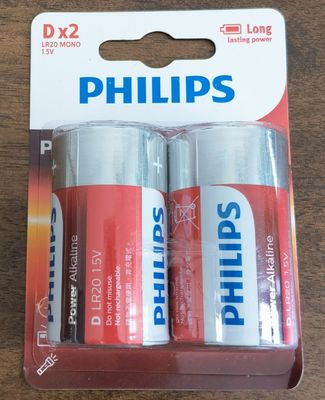 D x2
LR20 MONO
1.5V
Long
lasting power
PHILIPS
P
Power Alkaline
D LR20 1.5V
Do not misuse.
Not rechargeable.
PHILIPS
PHILIPS
Power Alkaline
D LR20 1.5V